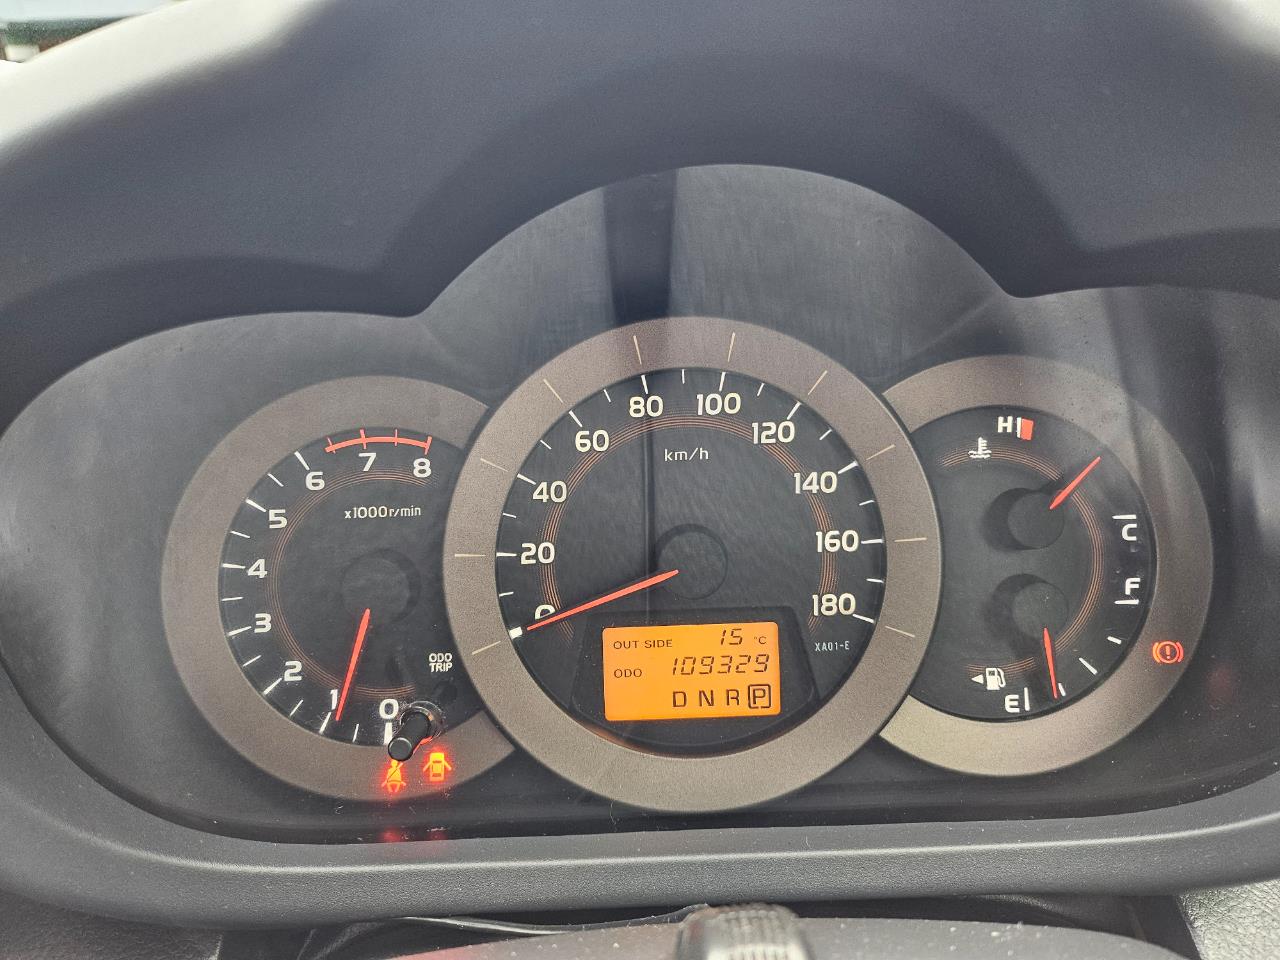 x1000r/min
0
1
2
3
4
5
6
7
8
ODO
TRIP
km/h
0
20
40
60
80
100
120
140
160
180
XA01-E
OUT SIDE 15 °C
ODO 109329
D N R P
H
C
F
E